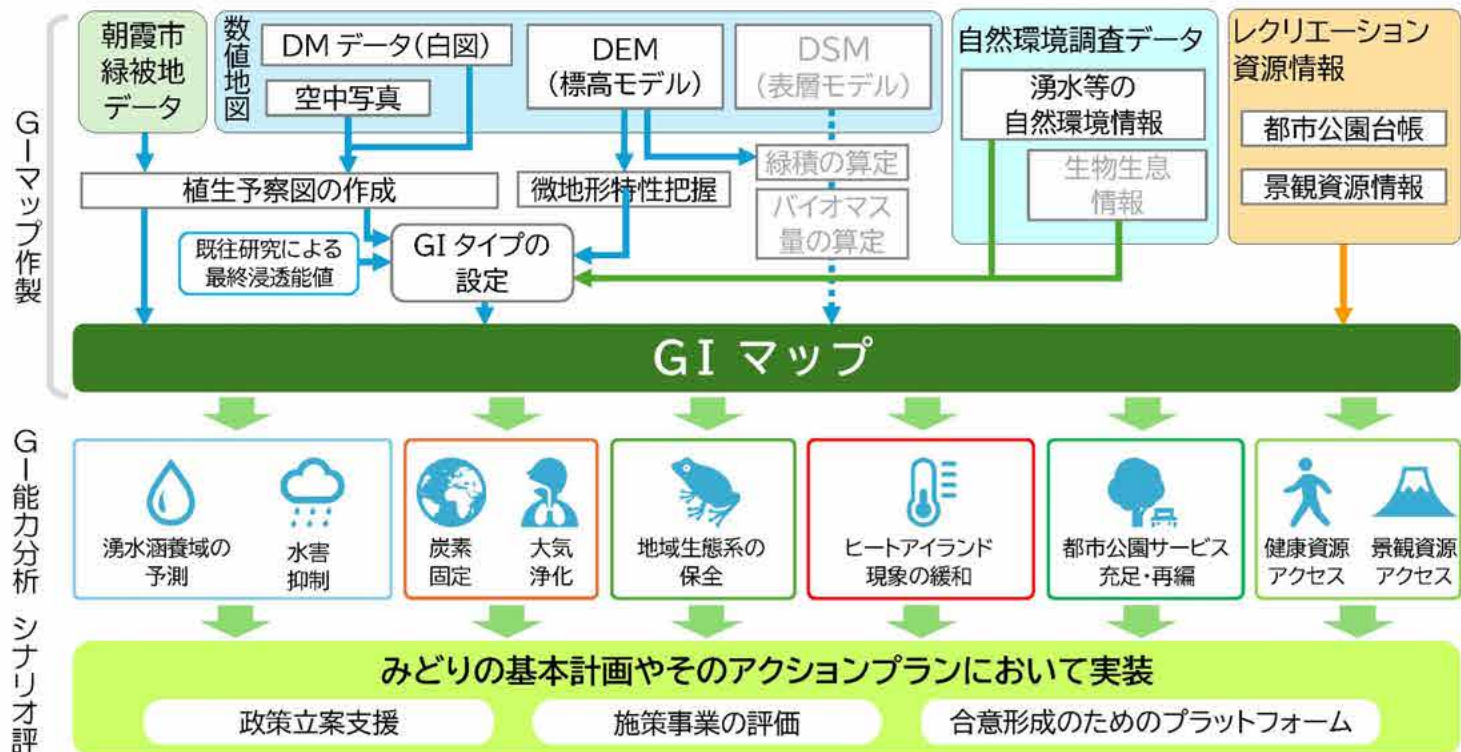 GIマップ作製
朝霞市
緑被地
データ
数値地図
DMデータ(白図)
空中写真
DEM
(標高モデル)
DSM
(表層モデル)
自然環境調査データ
湧水等の
自然環境情報
生物生息
情報
レクリエーション
資源情報
都市公園台帳
景観資源情報
植生予察図の作成
微地形特性把握
緑積の算定
バイオマス
量の算定
既往研究による
最終浸透能値
GIタイプの
設定
GI マップ
GI能力分析
湧水涵養域の
予測
水害
抑制
炭素
固定
大気
浄化
地域生態系の
保全
ヒートアイランド
現象の緩和
都市公園サービス
充足・再編
健康資源
アクセス
景観資源
アクセス
シナリオ評
みどりの基本計画やそのアクションプランにおいて実装
政策立案支援
施策事業の評価
合意形成のためのプラットフォーム